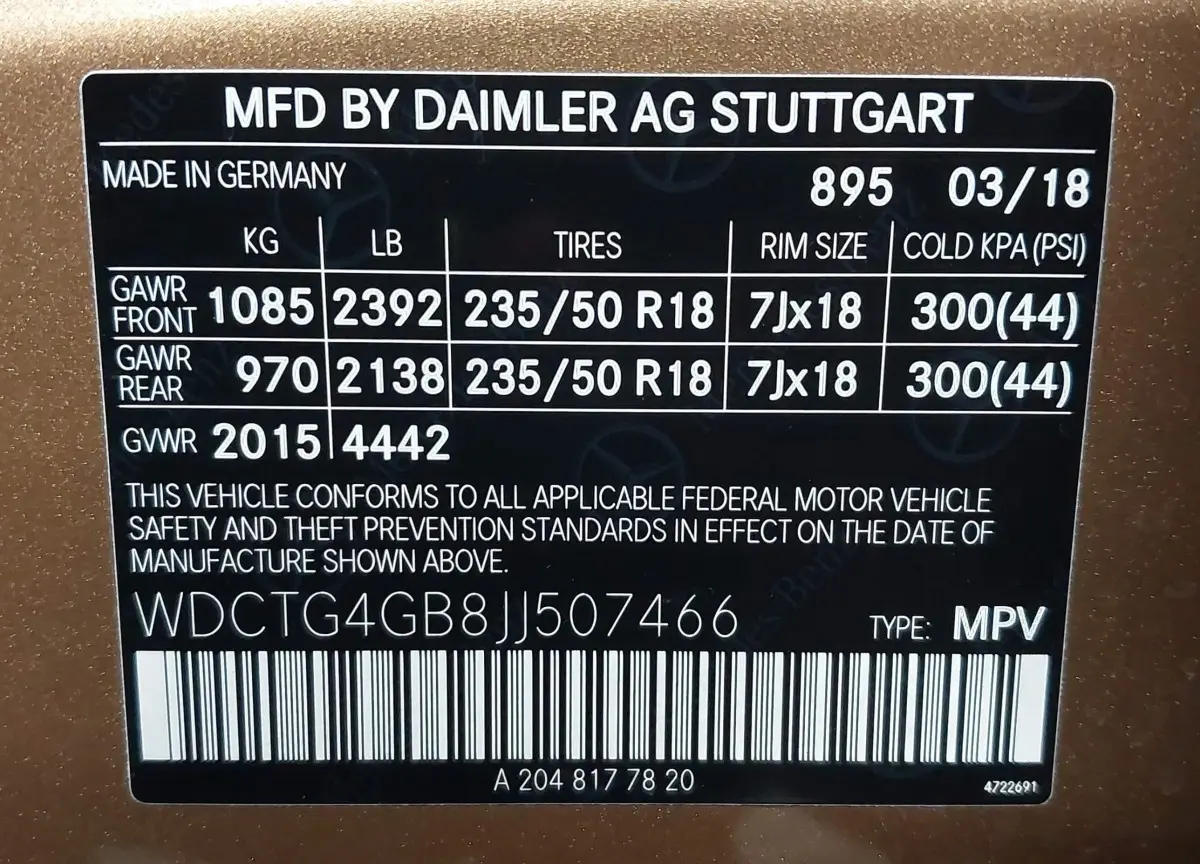 MFD BY DAIMLER AG STUTTGART
MADE IN GERMANY 895 03/18
KG LB TIRES RIM SIZE COLD KPA (PSI)
GAWR FRONT 1085 2392 235/50 R18 7Jx18 300(44)
GAWR REAR 970 2138 235/50 R18 7Jx18 300(44)
GVWR 2015 4442
THIS VEHICLE CONFORMS TO ALL APPLICABLE FEDERAL MOTOR VEHICLE
SAFETY AND THEFT PREVENTION STANDARDS IN EFFECT ON THE DATE OF
MANUFACTURE SHOWN ABOVE.
WDCTG4GB8JJ507466 TYPE: MPV
A 204 817 78 20 4722691